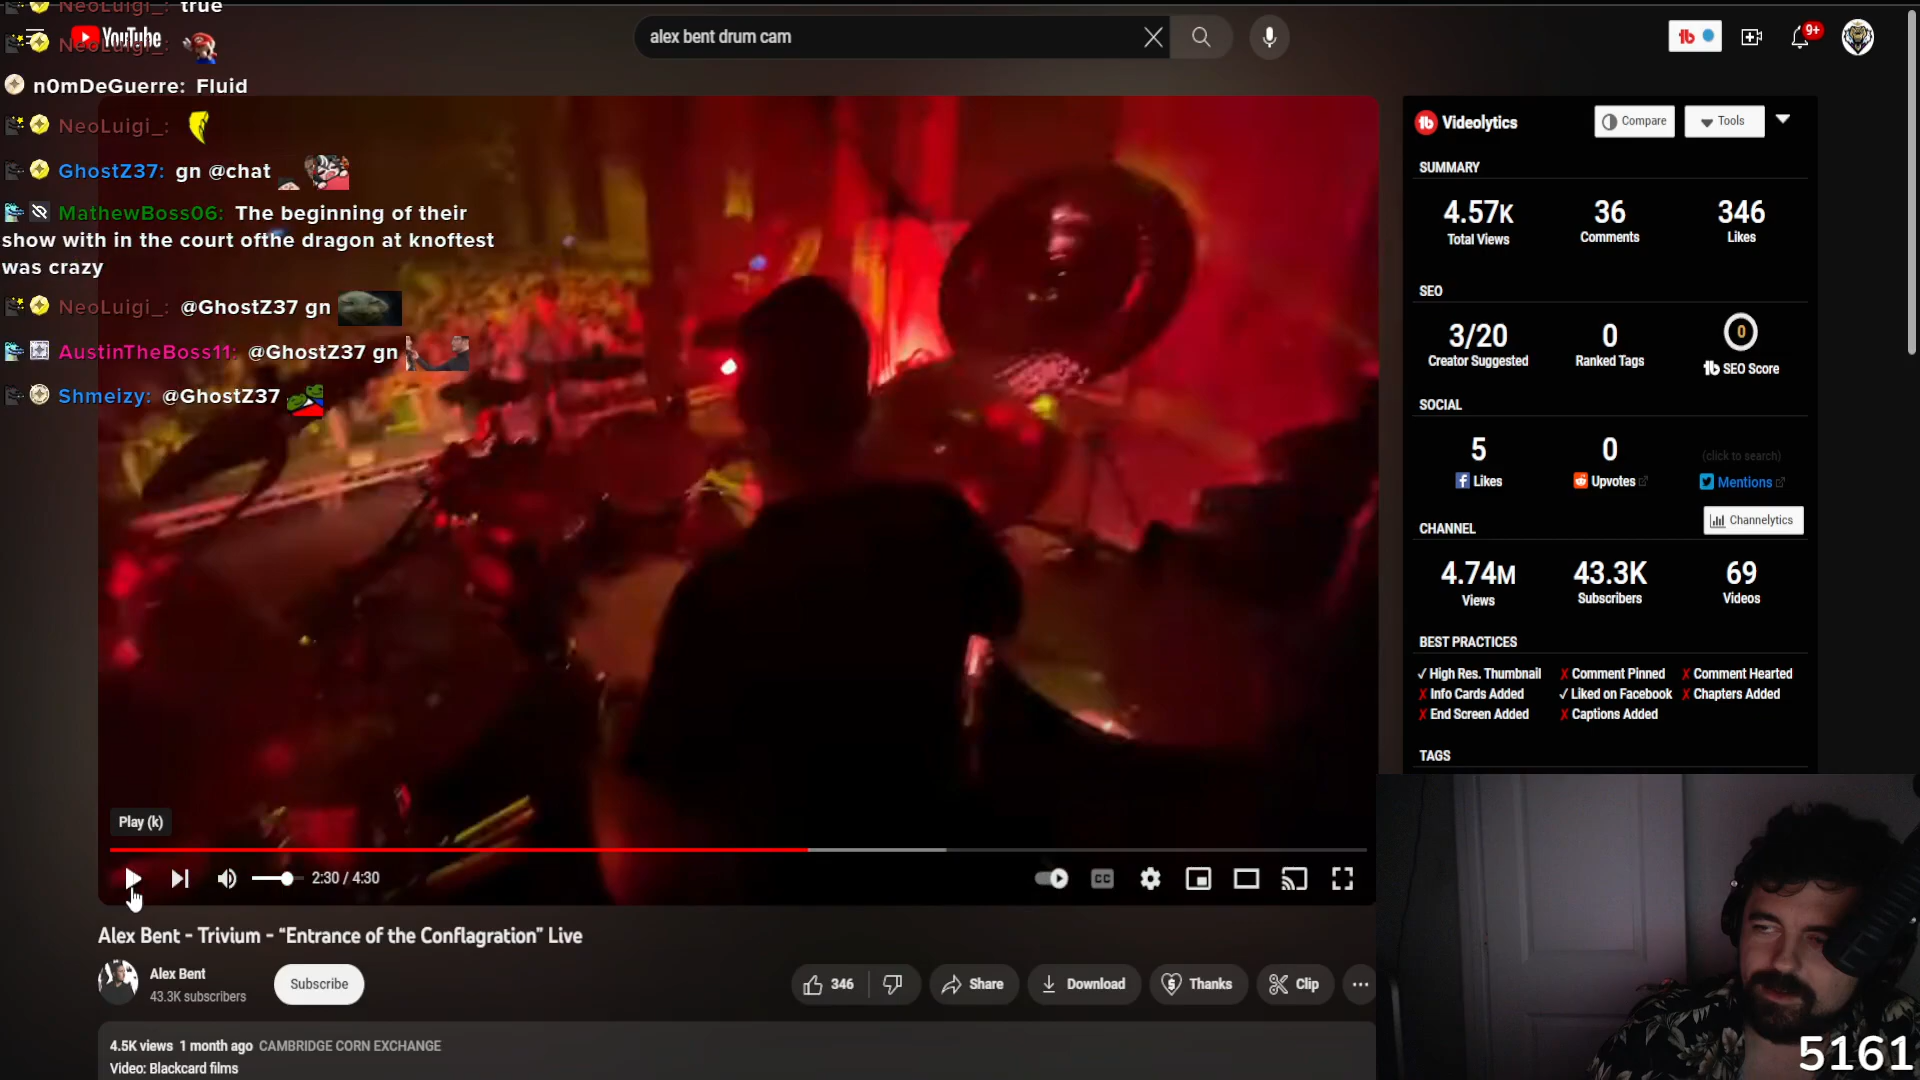 NeoLuigi_: true
YouTube
alex bent drum cam
9+
NeoLuigi_:
n0mDeGuerre: Fluid
NeoLuigi_:
GhostZ37: gn @chat
MathewBoss06: The beginning of their
show with in the court ofthe dragon at knoftest
was crazy
NeoLuigi_: @GhostZ37 gn
AustinTheBoss11: @GhostZ37 gn
Shmeizy: @GhostZ37
Play (k)
2:30 / 4:30
CC
Alex Bent - Trivium - "Entrance of the Conflagration" Live
Alex Bent
43.3K subscribers
Subscribe
346
Share
Download
Thanks
Clip
4.5K views 1 month ago CAMBRIDGE CORN EXCHANGE
Video: Blackcard films
Videolytics
Compare
Tools
SUMMARY
4.57K 36 346
Total Views Comments Likes
SEO
3/20 0 0
Creator Suggested Ranked Tags SEO Score
SOCIAL
5 0 (click to search)
Likes Upvotes Mentions
CHANNEL
Channelytics
4.74M 43.3K 69
Views Subscribers Videos
BEST PRACTICES
✓ High Res. Thumbnail ✗ Comment Pinned ✗ Comment Hearted
✗ Info Cards Added ✓ Liked on Facebook ✗ Chapters Added
✗ End Screen Added ✗ Captions Added
TAGS
5161